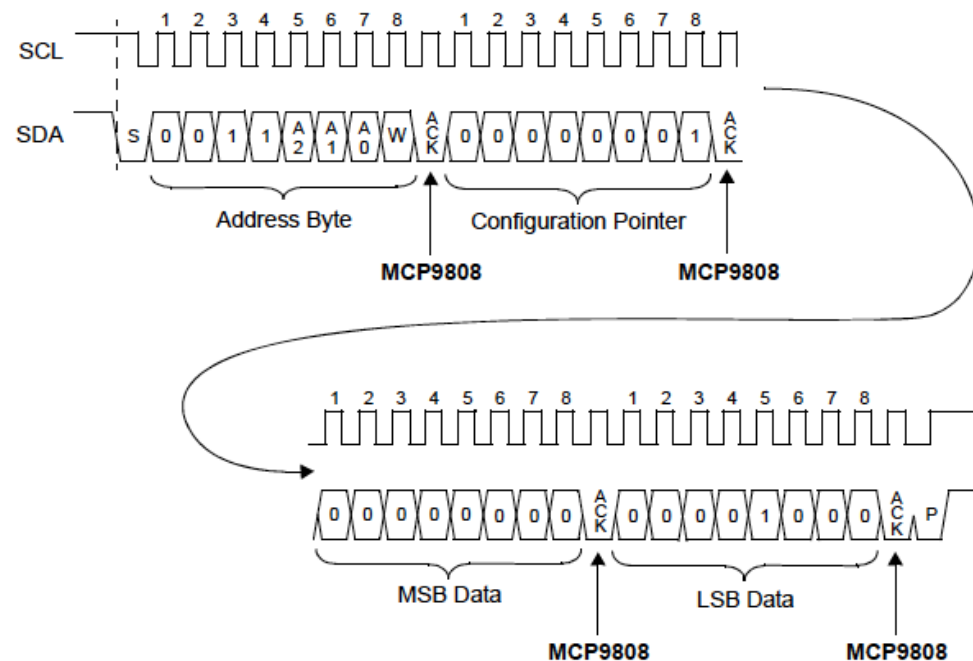 1 2 3 4 5 6 7 8 1 2 3 4 5 6 7 8
SCL
SDA S 0 0 1 1 A2 A1 A0 W ACK 0 0 0 0 0 0 0 1 ACK
Address Byte Configuration Pointer
MCP9808 MCP9808
1 2 3 4 5 6 7 8 1 2 3 4 5 6 7 8
0 0 0 0 0 0 0 0 ACK 0 0 0 0 1 0 0 0 ACK P
MSB Data LSB Data
MCP9808 MCP9808